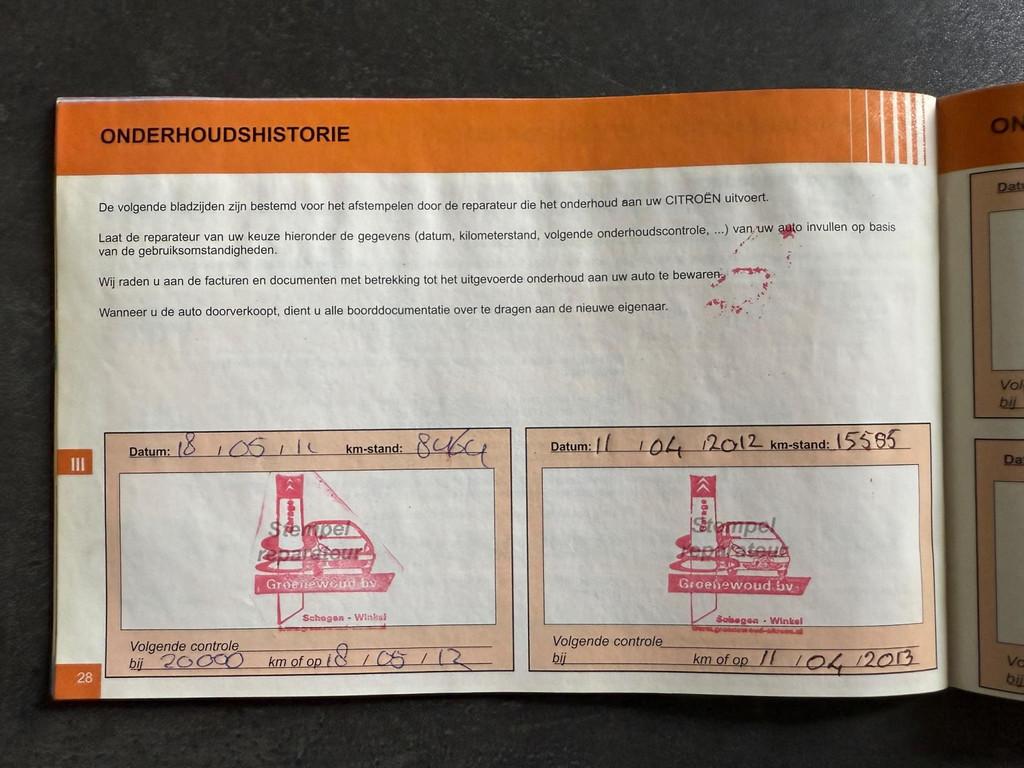 ONDERHOUDSHISTORIE
De volgende bladzijden zijn bestemd voor het afstempelen door de reparateur die het onderhoud aan uw CITROËN uitvoert.
Laat de reparateur van uw keuze hieronder de gegevens (datum, kilometerstand, volgende onderhoudscontrole, ...) van uw auto invullen op basis
van de gebruiksomstandigheden.
Wij raden u aan de facturen en documenten met betrekking tot het uitgevoerde onderhoud aan uw auto te bewaren.
Wanneer u de auto doorverkoopt, dient u alle boorddocumentatie over te dragen aan de nieuwe eigenaar.
III
Datum: 18 / 05 / 11 km-stand: 8464
Garage
Stempel
reparateur
Groenewoud bv
Schagen - Winkel
Volgende controle
bij 20000 km of op 18 / 05 / 12
Datum: 11 / 04 / 2012 km-stand: 15585
Garage
Stempel
reparateur
Groenewoud bv
Schagen - Winkel
Volgende controle
bij km of op 11 / 04 / 2013
28
ON
Volg
bij
bij